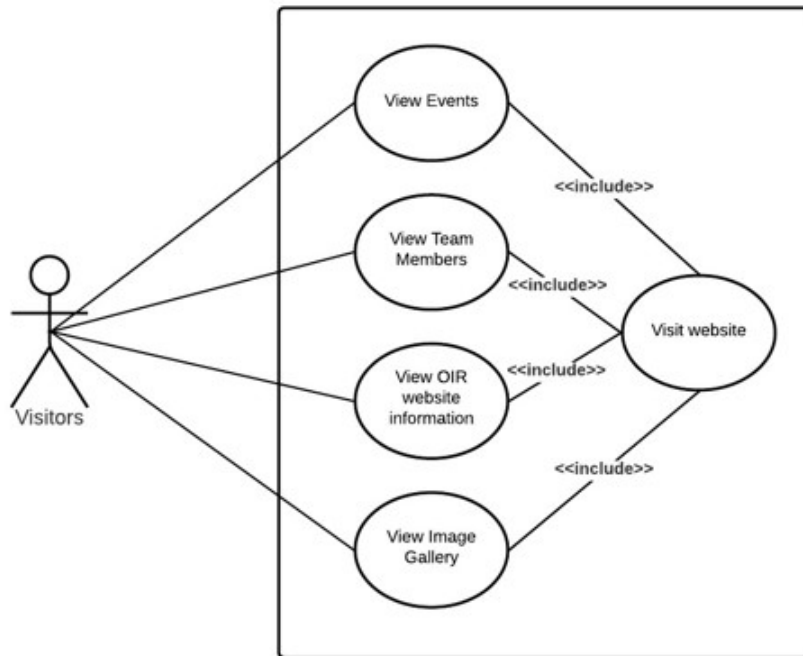 View Events
<<include>>
View Team
Members
<<include>>
Visit website
<<include>>
View OIR
website
information
Visitors
<<include>>
View Image
Gallery